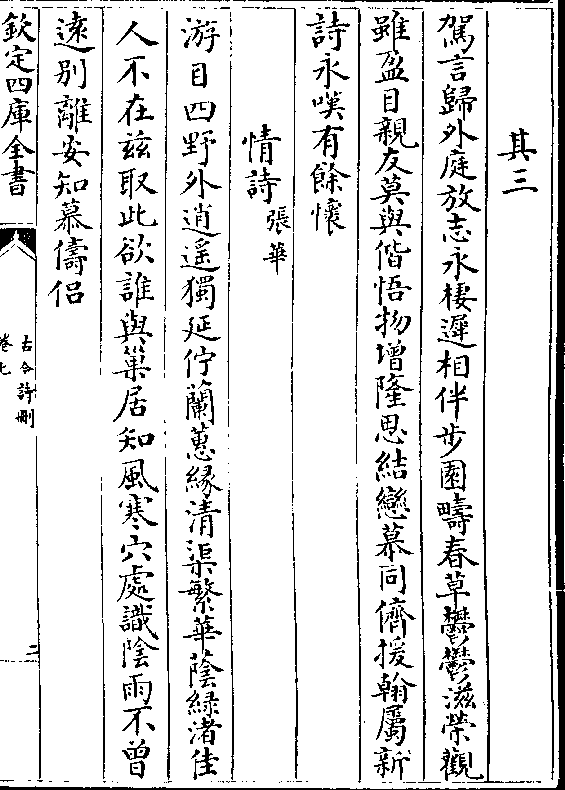 其三
駕言歸外庭放志永棲遲相伴步園疇春草鬱鬱滋榮觀
雖盈目親友莫與偕悟物增隆思結戀慕同儕援翰屬新
詩永嘆有餘懷
情詩張華
游目四野外逍遥獨延佇蘭蕙緣清渠繁華蔭緑渚佳
人不在兹取此欲誰與巢居知風寒穴處識陰雨不曾
遠别離安知慕儔侣
欽定四庫全書
古今詩刪
卷七
二